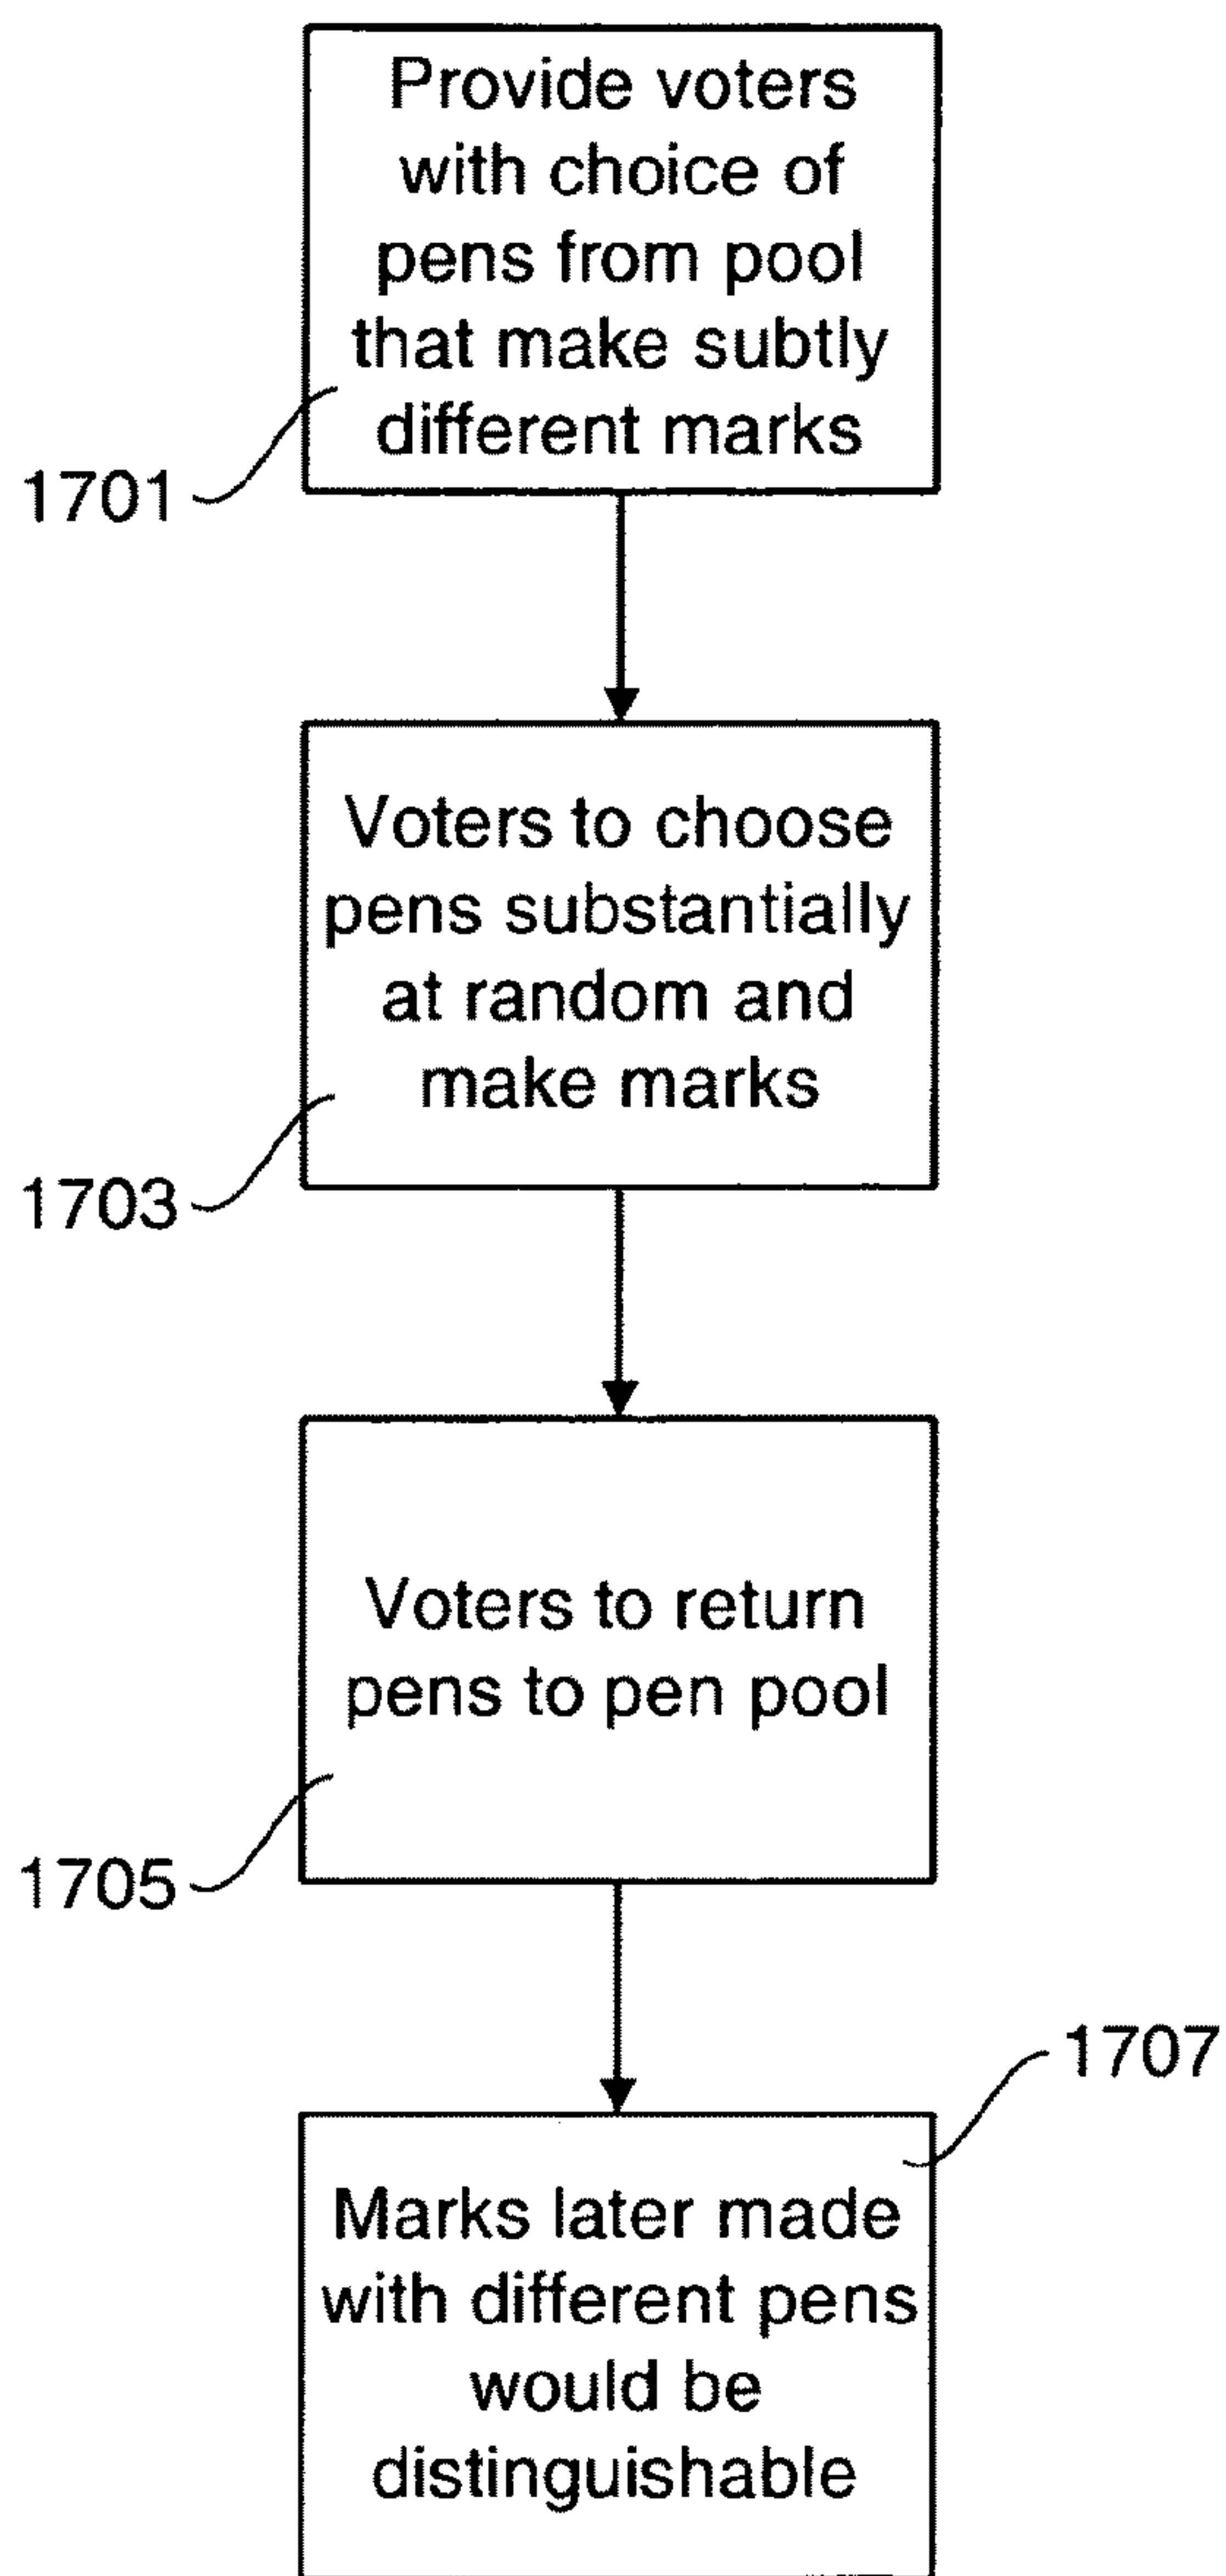 Provide voters
with choice of
pens from pool
that make subtly
different marks
1701
Voters to choose
pens substantially
at random and
make marks
1703
Voters to return
pens to pen pool
1705
1707
Marks later made
with different pens
would be
distinguishable